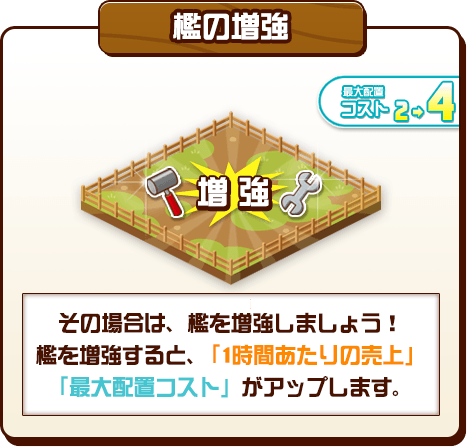 檻の増強
最大配置
コスト 2➡4
増強
その場合は、檻を増強しましょう！
檻を増強すると、「1時間あたりの売上」
「最大配置コスト」がアップします。